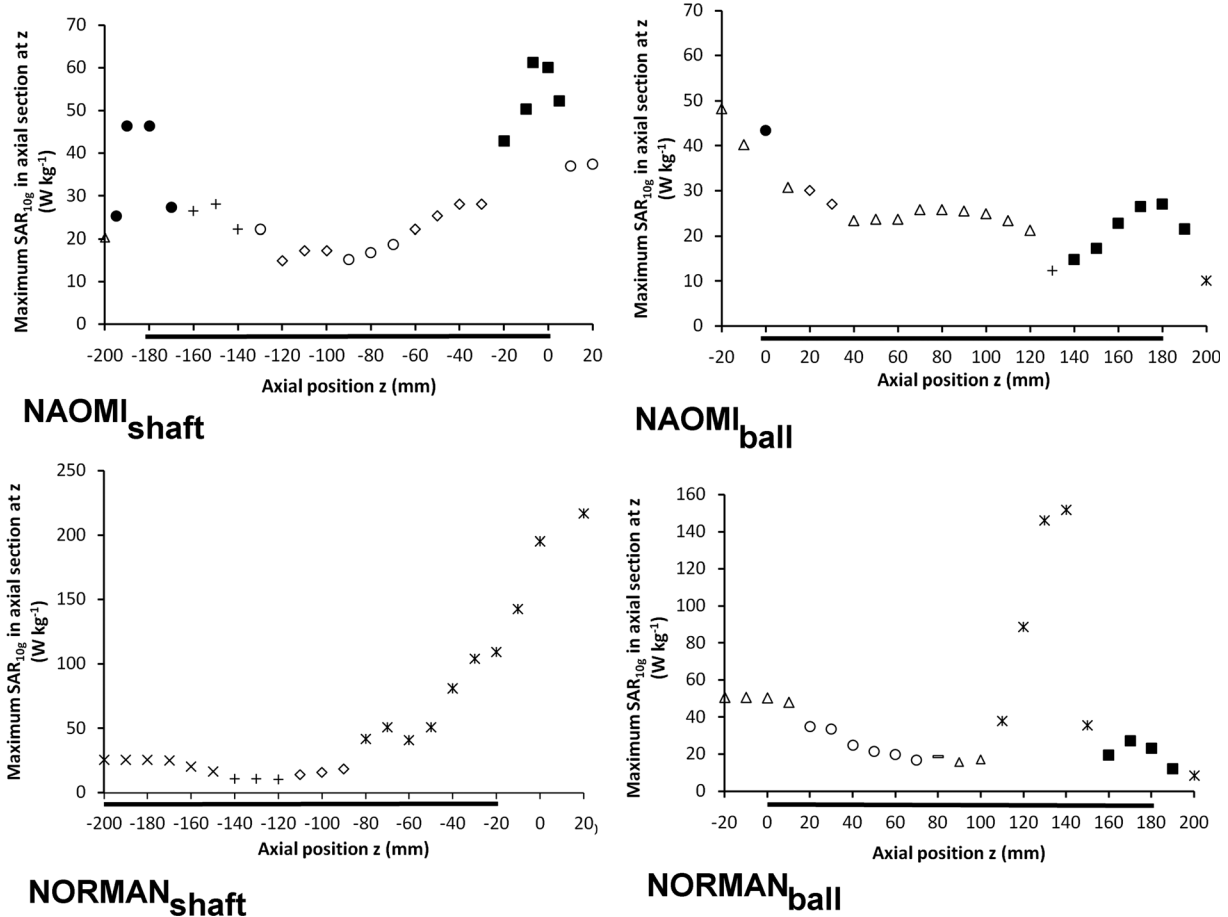 Maximum SAR10g in axial section at z
(W kg-1)
70
60
50
40
30
20
10
0
-200 -180 -160 -140 -120 -100 -80 -60 -40 -20 0 20
Axial position z (mm)
NAOMIshaft
Maximum SAR10g in axial section at z
(W kg-1)
70
60
50
40
30
20
10
0
-20 0 20 40 60 80 100 120 140 160 180 200
Axial position z (mm)
NAOMIball
Maximum SAR10g in axial section at z
(W kg-1)
250
200
150
100
50
0
-200 -180 -160 -140 -120 -100 -80 -60 -40 -20 0 20)
Axial position z (mm)
NORMANshaft
Maximum SAR10g in axial section at z
(W kg-1)
160
140
120
100
80
60
40
20
0
-20 0 20 40 60 80 100 120 140 160 180 200
Axial position z (mm)
NORMANball